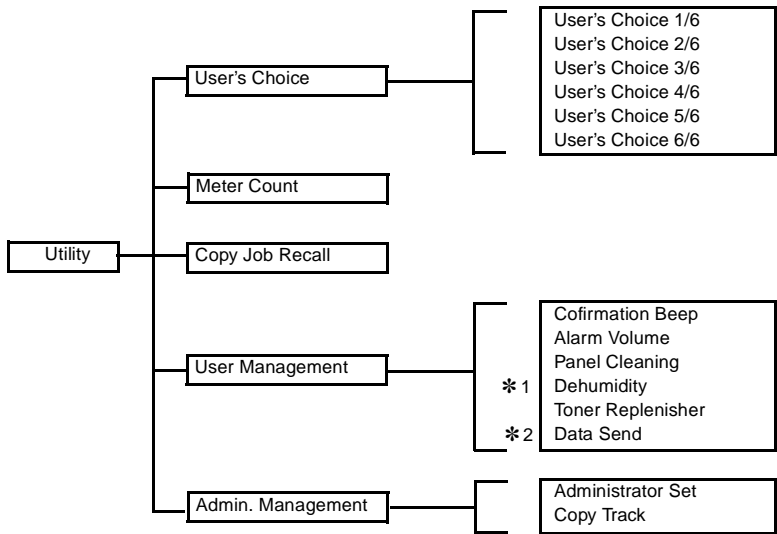 Utility
User's Choice
User's Choice 1/6
User's Choice 2/6
User's Choice 3/6
User's Choice 4/6
User's Choice 5/6
User's Choice 6/6
Meter Count
Copy Job Recall
User Management
Cofirmation Beep
Alarm Volume
Panel Cleaning
✻1 Dehumidity
Toner Replenisher
✻2 Data Send
Admin. Management
Administrator Set
Copy Track